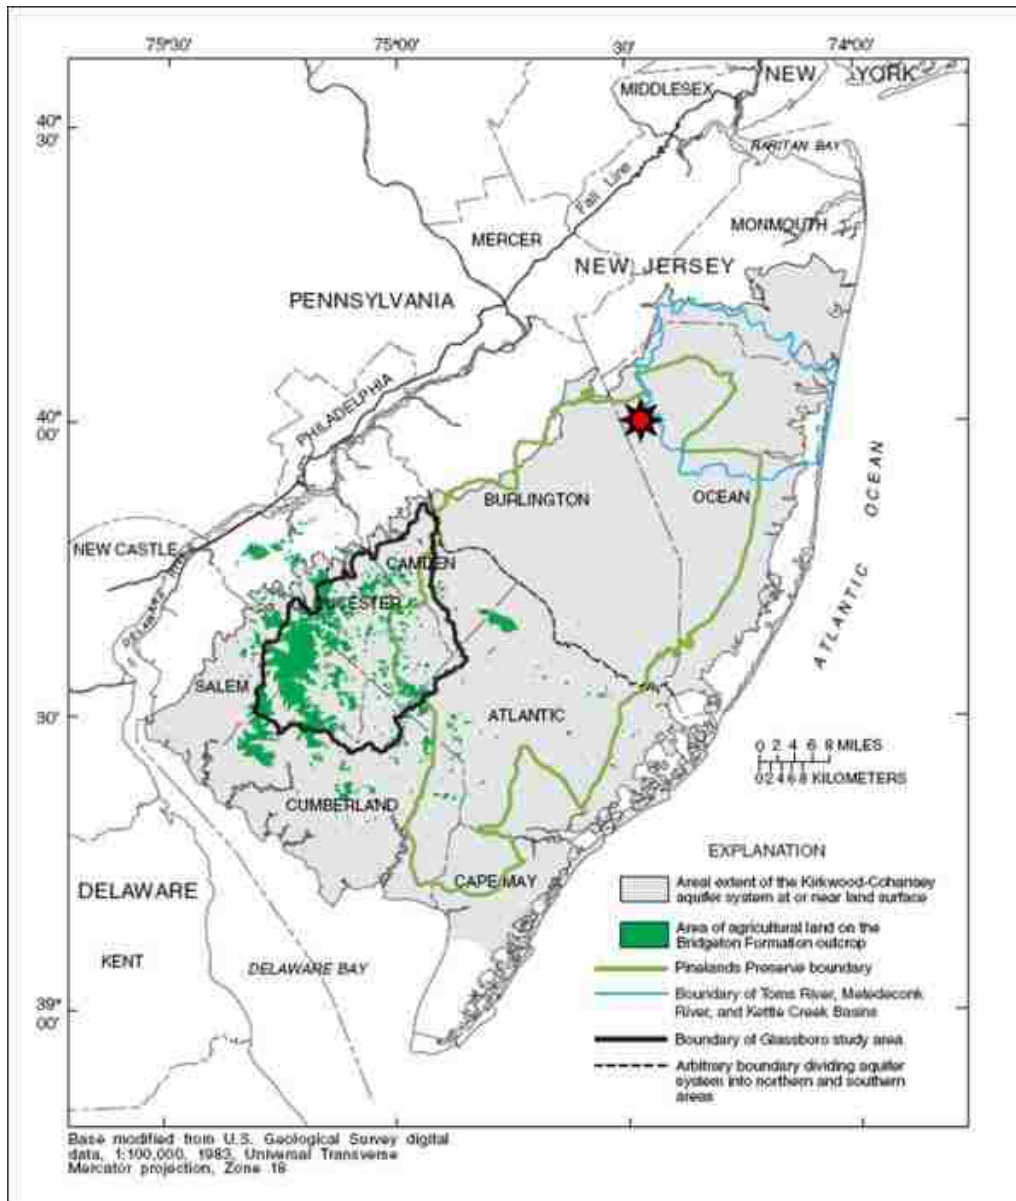 75°30'
75°00'
30'
74°00'
NEW YORK
MIDDLESEX
40°
30'
RARITAN BAY
Fall Line
MONMOUTH
MERCER
NEW JERSEY
PENNSYLVANIA
PHILADELPHIA
40°
00'
BURLINGTON
OCEAN
ATLANTIC OCEAN
NEW CASTLE
CAMDEN
DELAWARE
SALEM
30'
ATLANTIC
0 2 4 6 8 MILES
0 2 4 6 8 KILOMETERS
CUMBERLAND
EXPLANATION
CAPE MAY
DELAWARE
Areal extent of the Kirkwood-Cohansey
aquifer system at or near land surface
Area of agricultural land on the
Bridgeton Formation outcrop
KENT
DELAWARE BAY
Pinelands Preserve boundary
Boundary of Toms River, Metedeconk
River, and Kettle Creek Basins
39°
00'
Boundary of Glassboro study area
Arbitrary boundary dividing aquifer
system into northern and southern
areas
Base modified from U.S. Geological Survey digital
data, 1:100,000, 1983, Universal Transverse
Mercator projection, Zone 18